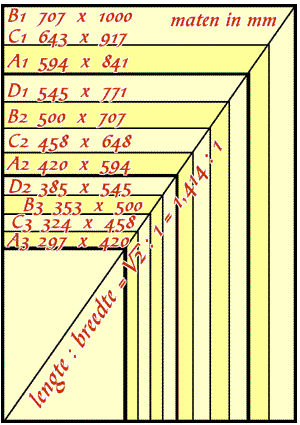 B1 707 x 1000
maten in mm
C1 643 x 917
A1 594 x 841
D1 545 x 771
B2 500 x 707
C2 458 x 648
A2 420 x 594
D2 385 x 545
B3 353 x 500
C3 324 x 458
A3 297 x 420
lengte : breedte = √2 : 1 = 1,414 : 1